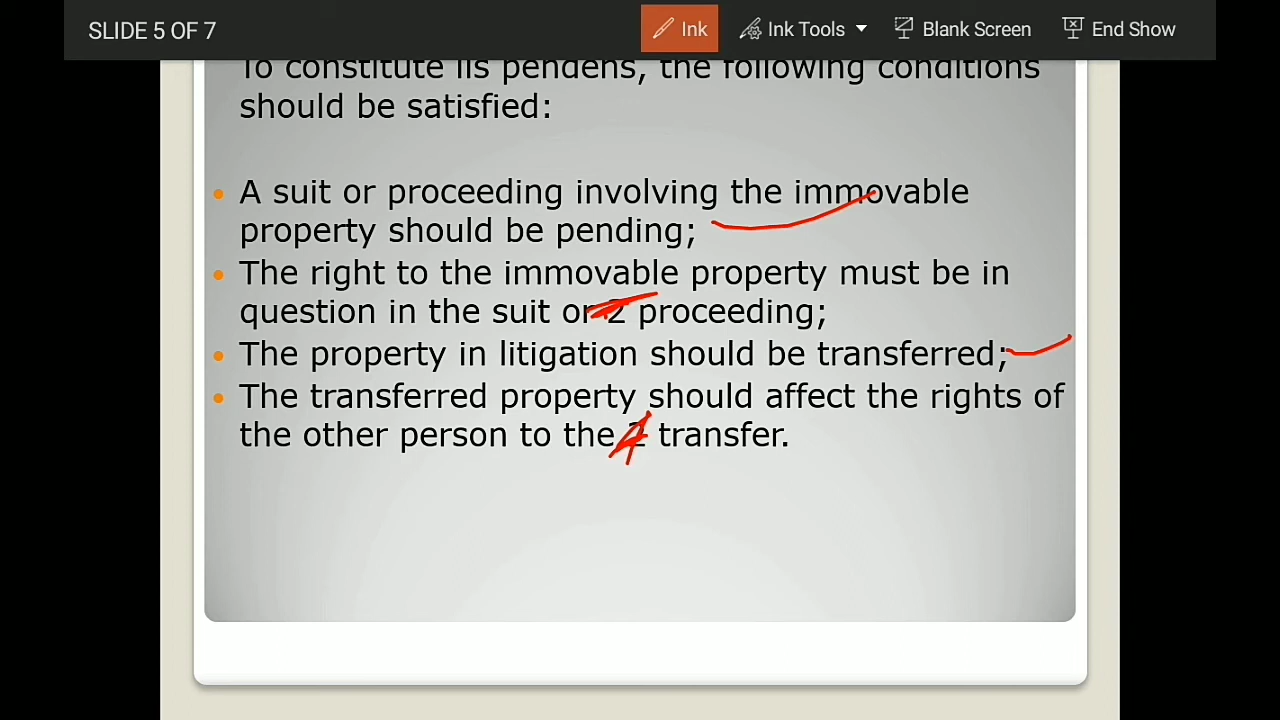 SLIDE 5 OF 7 Ink Ink Tools Blank Screen End Show
To constitute lis pendens, the following conditions
should be satisfied:
• A suit or proceeding involving the immovable
property should be pending;
• The right to the immovable property must be in
question in the suit or 2 proceeding;
• The property in litigation should be transferred;
• The transferred property should affect the rights of
the other person to the 2 transfer.